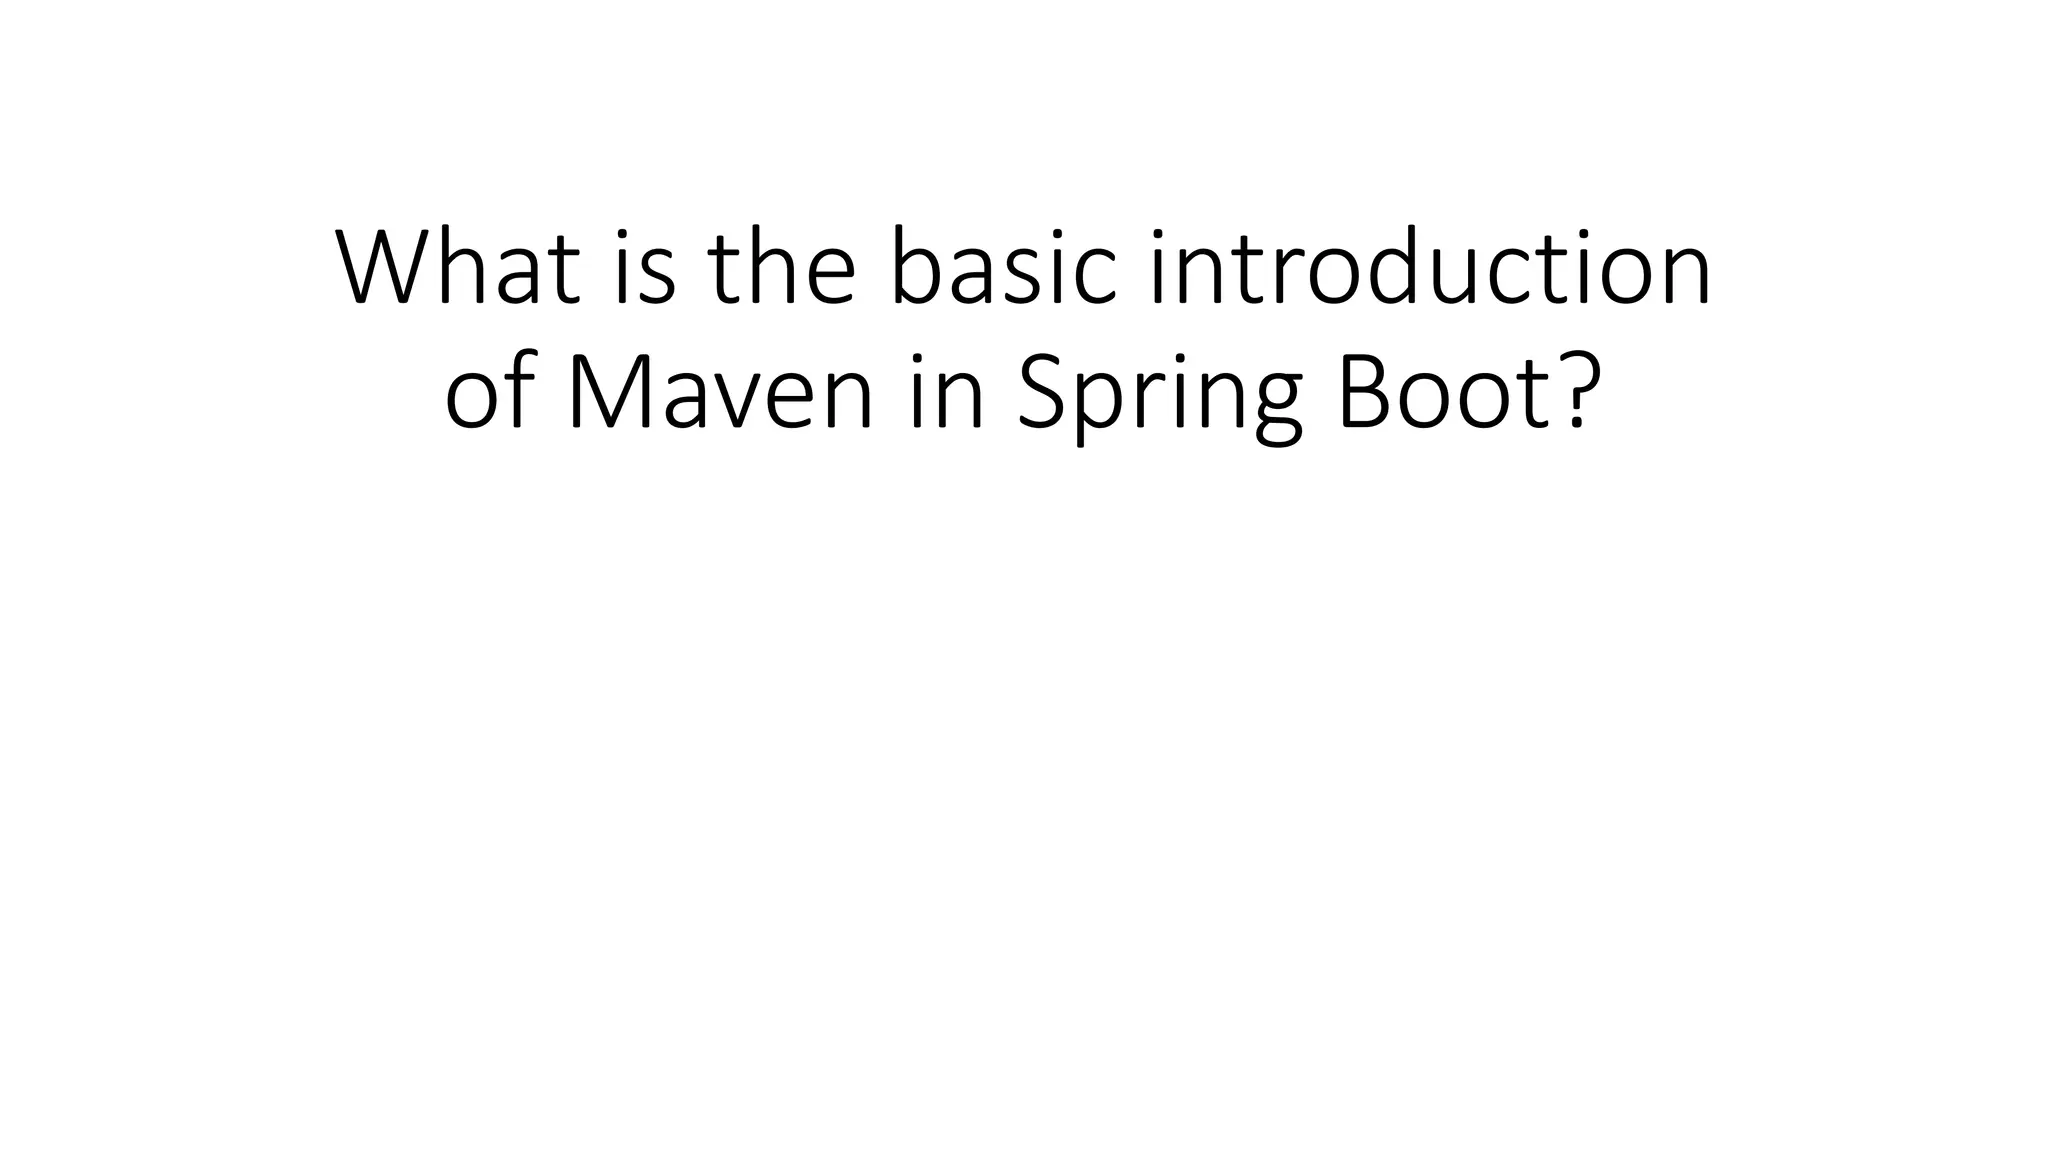 What is the basic introduction
of Maven in Spring Boot?